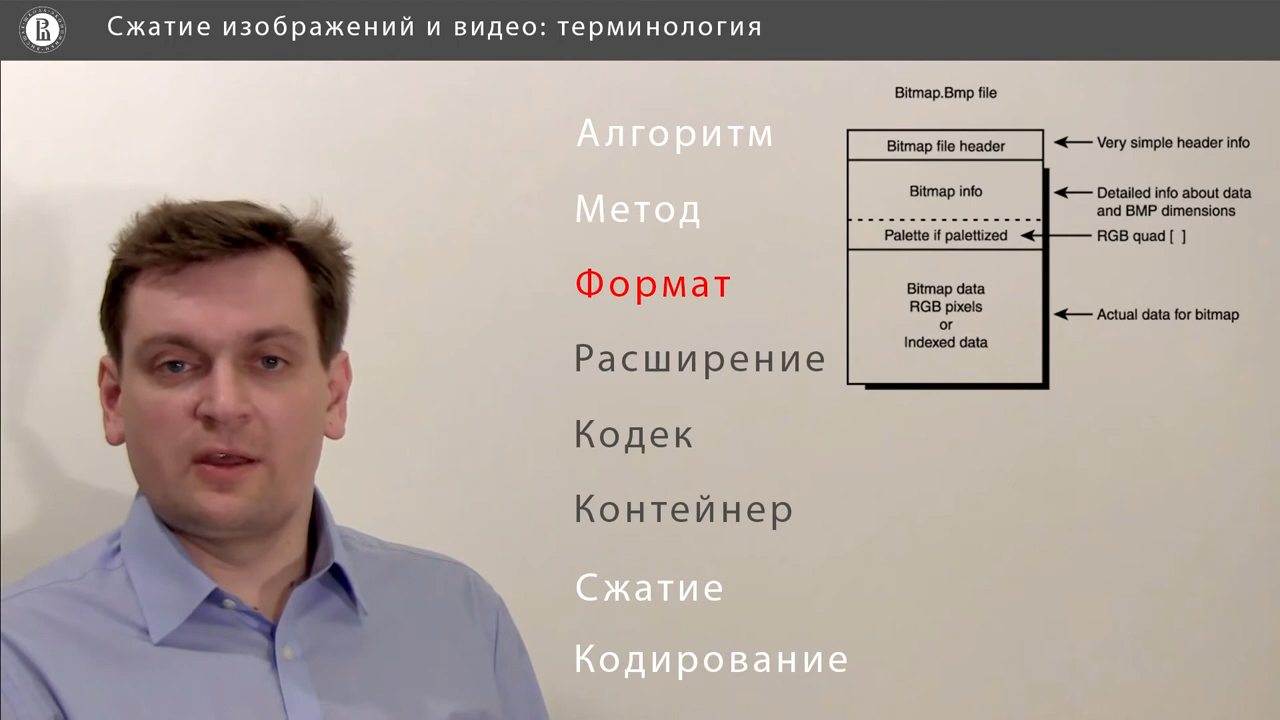 Сжатие изображений и видео: терминология
Алгоритм
Метод
Формат
Расширение
Кодек
Контейнер
Сжатие
Кодирование
Bitmap.Bmp file
Bitmap file header
Very simple header info
Bitmap info
Detailed info about data
and BMP dimensions
Palette if palettized
RGB quad [ ]
Bitmap data
RGB pixels
or
Indexed data
Actual data for bitmap